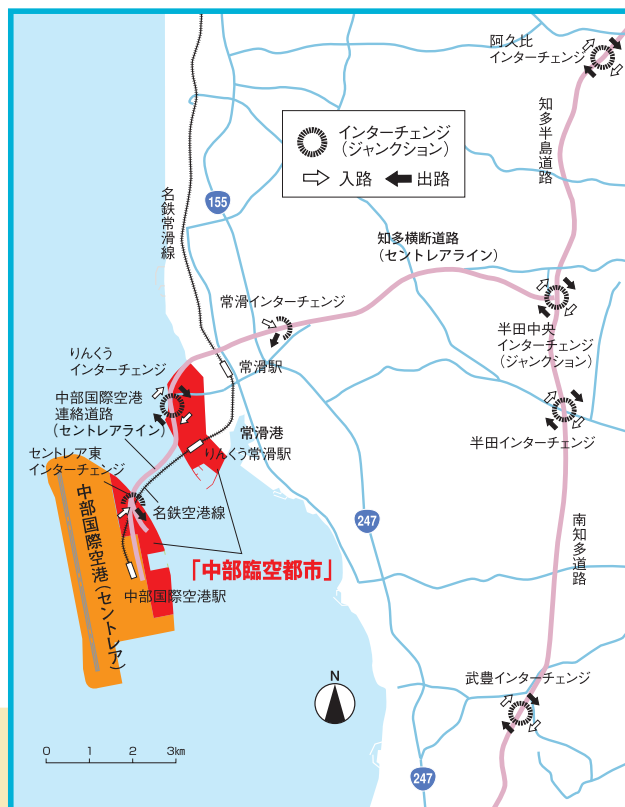 阿久比
インターチェンジ
知多半島道路
インターチェンジ
(ジャンクション)
入路 出路
名鉄常滑線
155
知多横断道路
(セントレアライン)
常滑インターチェンジ
半田中央
インターチェンジ
(ジャンクション)
りんくう
インターチェンジ
常滑駅
中部国際空港
連絡道路
(セントレアライン)
常滑港
りんくう常滑駅
半田インターチェンジ
セントレア東
インターチェンジ
名鉄空港線
247
南知多道路
中部国際空港(セントレア)
「中部臨空都市」
中部国際空港駅
武豊インターチェンジ
N
0 1 2 3km
247